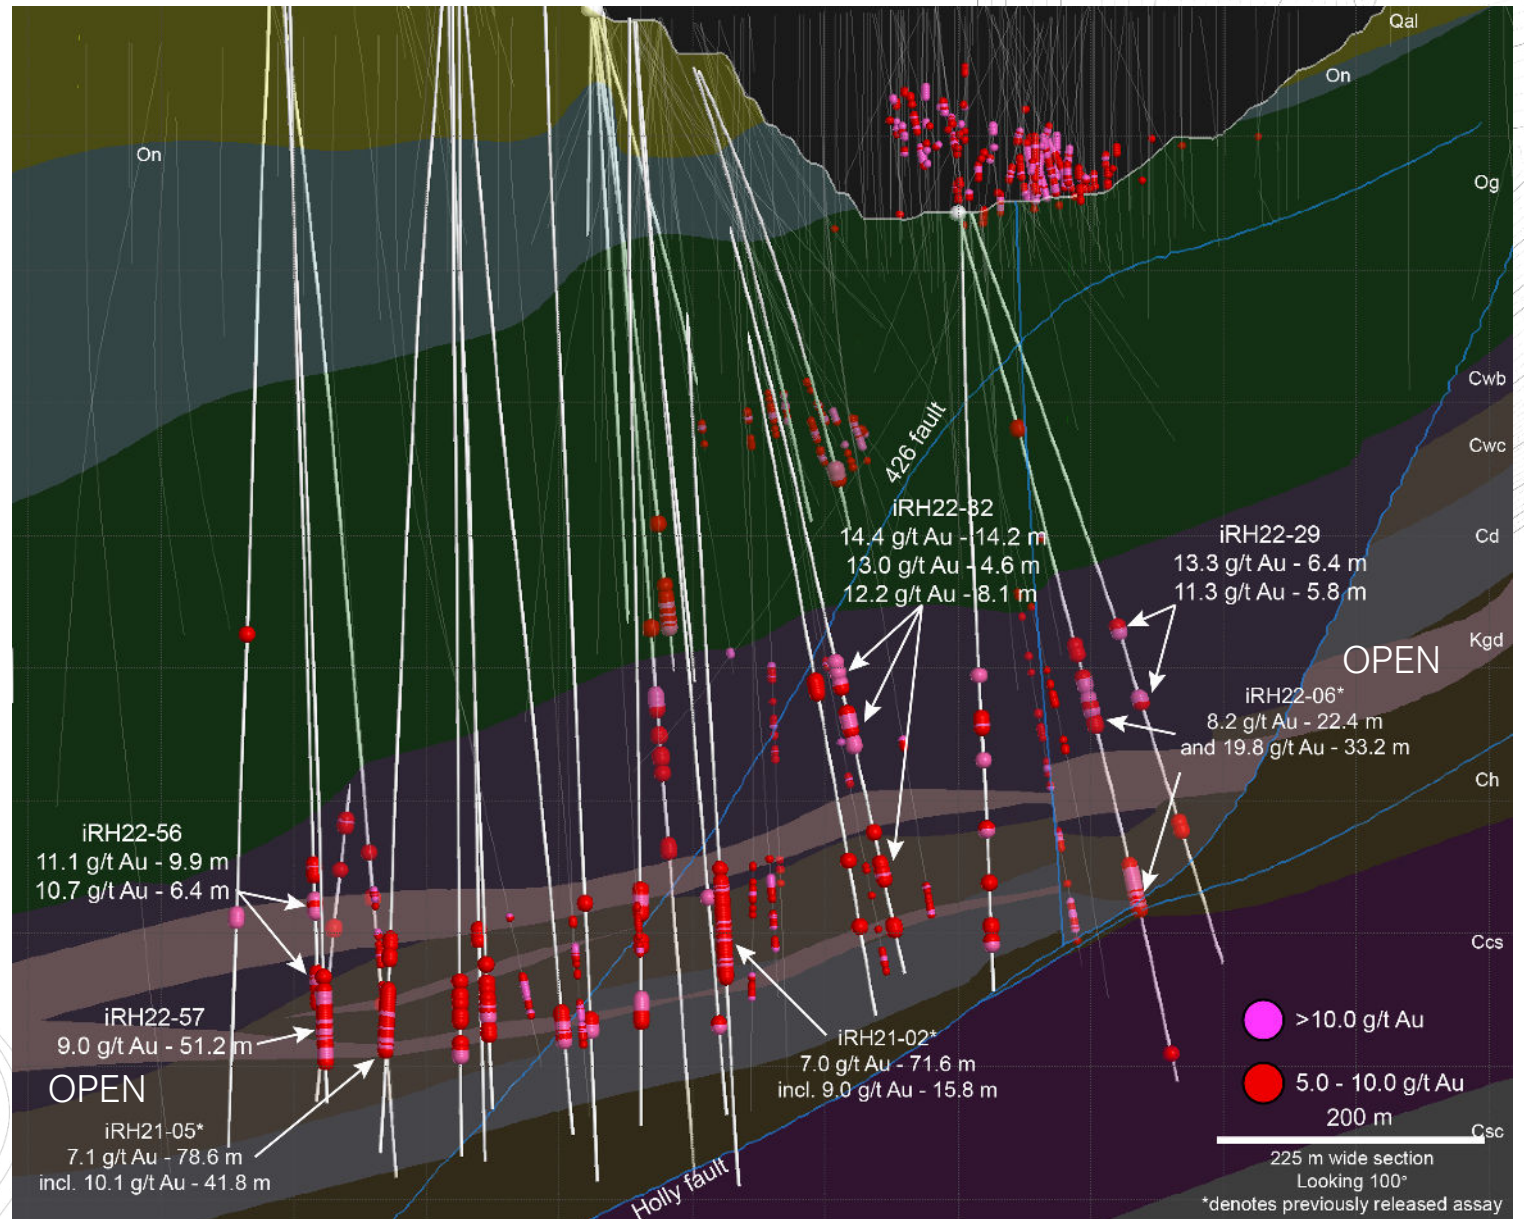 Qal
On
On
Og
Cwb
Cwc
Cd
Kgd
Ch
Ccs
Csc
426 fault
iRH22-32
14.4 g/t Au - 14.2 m
13.0 g/t Au - 4.6 m
12.2 g/t Au - 8.1 m
iRH22-29
13.3 g/t Au - 6.4 m
11.3 g/t Au - 5.8 m
OPEN
iRH22-06*
8.2 g/t Au - 22.4 m
and 19.8 g/t Au - 33.2 m
iRH22-56
11.1 g/t Au - 9.9 m
10.7 g/t Au - 6.4 m
iRH22-57
9.0 g/t Au - 51.2 m
OPEN
iRH21-05*
7.1 g/t Au - 78.6 m
incl. 10.1 g/t Au - 41.8 m
iRH21-02*
7.0 g/t Au - 71.6 m
incl. 9.0 g/t Au - 15.8 m
Holly fault
>10.0 g/t Au
5.0 - 10.0 g/t Au
200 m
225 m wide section
Looking 100°
*denotes previously released assay